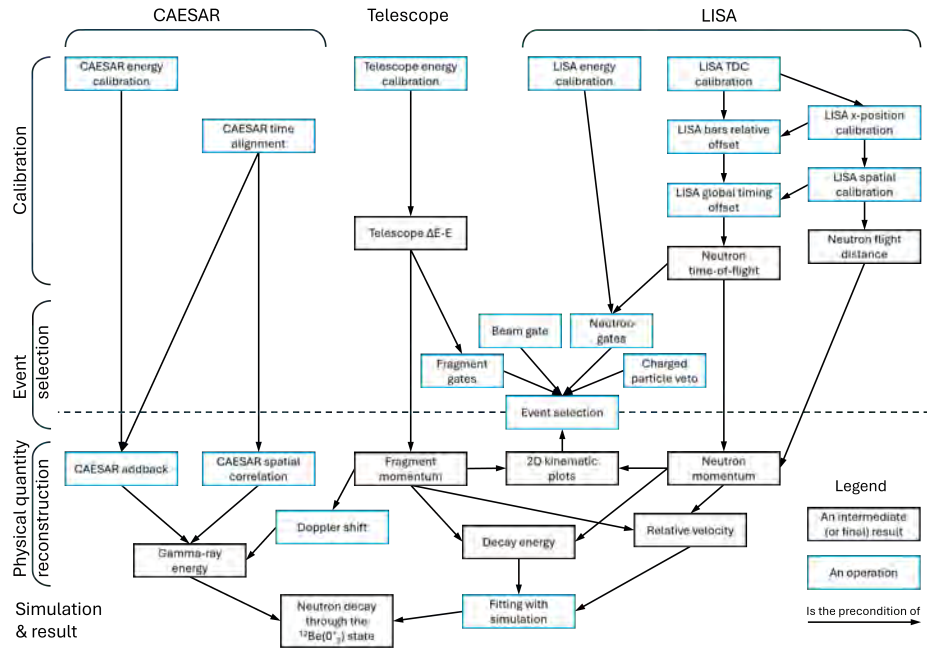 CAESAR
Telescope
LISA
Calibration
CAESAR energy
calibration
Telescope energy
calibration
LISA energy
calibration
LISA TDC
calibration
CAESAR time
alignment
LISA bars relative
offset
LISA x-position
calibration
LISA global timing
offset
LISA spatial
calibration
Telescope ΔE-E
Neutron
time-of-flight
Neutron flight
distance
Event
selection
Beam gate
Neutron
gates
Fragment
gates
Charged
particle veto
Event selection
Physical quantity
reconstruction
CAESAR addback
CAESAR spatial
correlation
Fragment
momentum
2D kinematic
plots
Neutron
momentum
Doppler shift
Gamma-ray
energy
Decay energy
Relative velocity
Simulation
& result
Neutron decay
through the
¹²Be(0⁺₂) state
Fitting with
simulation
Legend
An intermediate
(or final) result
An operation
Is the precondition of